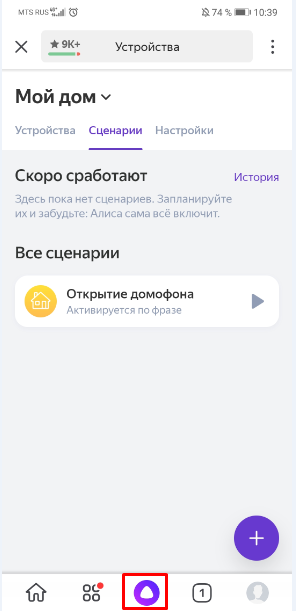 MTS RUS 74 % 10:39
9K+ Устройства
Мой дом
Устройства Сценарии Настройки
Скоро сработают История
Здесь пока нет сценариев. Запланируйте
их и забудьте: Алиса сама всё включит.
Все сценарии
Открытие домофона
Активируется по фразе
1